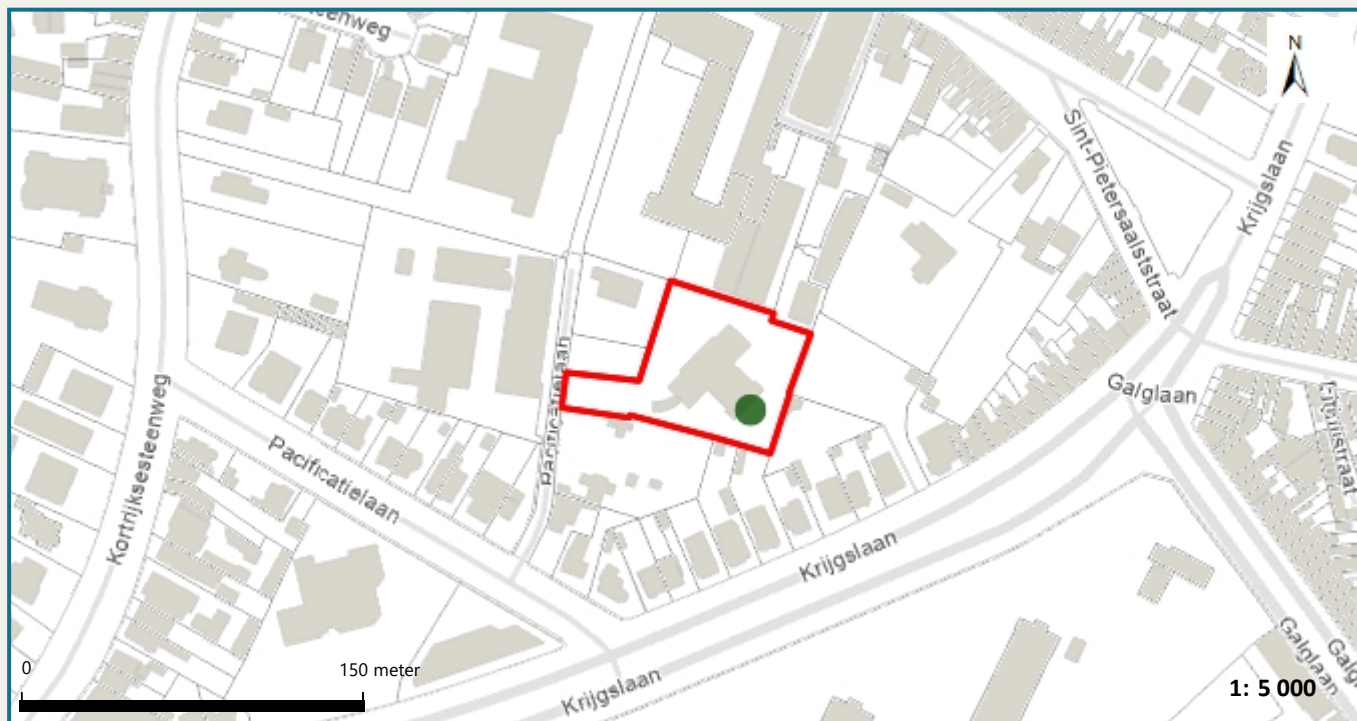 N
Sint-Pietersaalststraat
Krijgslaan
Galglaan
Pacificatielaan
Kortrijksesteenweg
Pacificatielaan
Krijgslaan
Krijgslaan
Galglaan
0
150 meter
1: 5 000